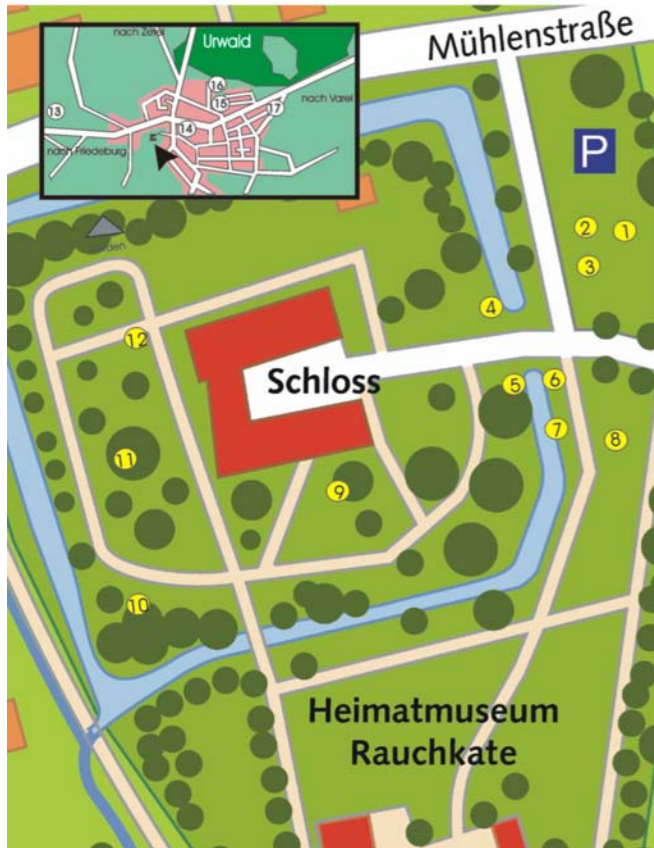 nach Zetel
Urwald
Mühlenstraße
16
13
15
17
nach Varel
14
nach Friedeburg
P
2
1
3
4
12
Schloss
5
6
7
8
11
9
10
Heimatmuseum
Rauchkate